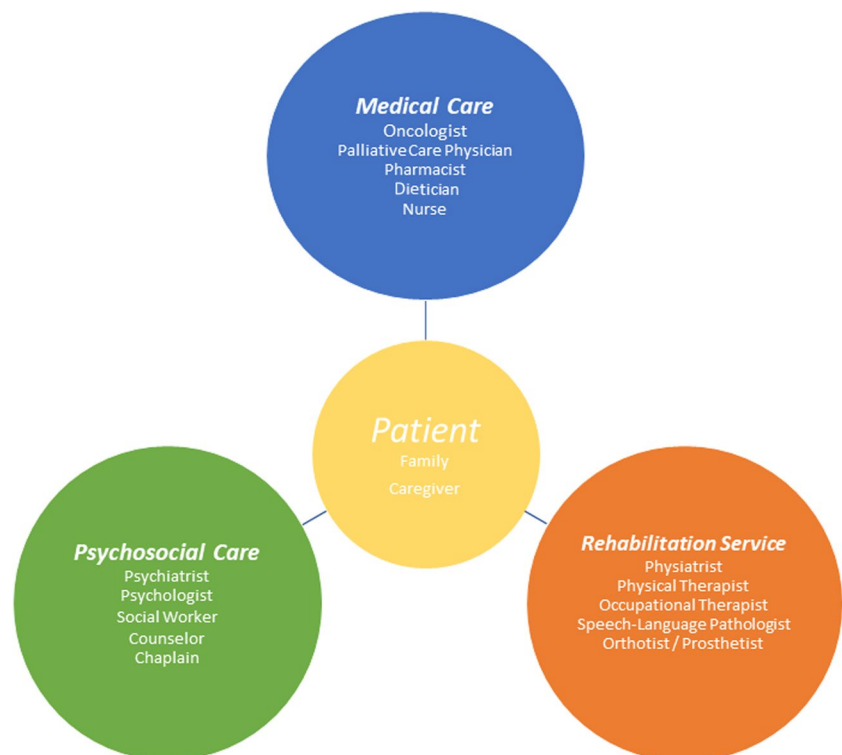 Medical Care
Oncologist
Palliative Care Physician
Pharmacist
Dietician
Nurse
Patient
Family
Caregiver
Psychosocial Care
Psychiatrist
Psychologist
Social Worker
Counselor
Chaplain
Rehabilitation Service
Physiatrist
Physical Therapist
Occupational Therapist
Speech-Language Pathologist
Orthotist / Prosthetist